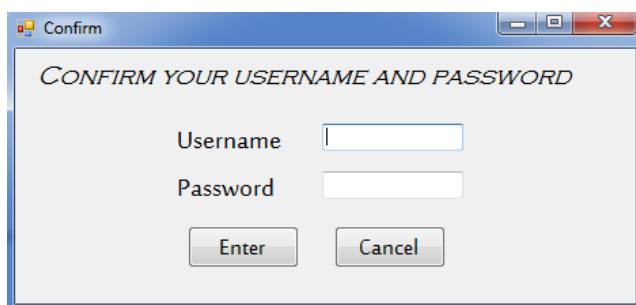 Confirm
CONFIRM YOUR USERNAME AND PASSWORD
Username
Password
Enter Cancel